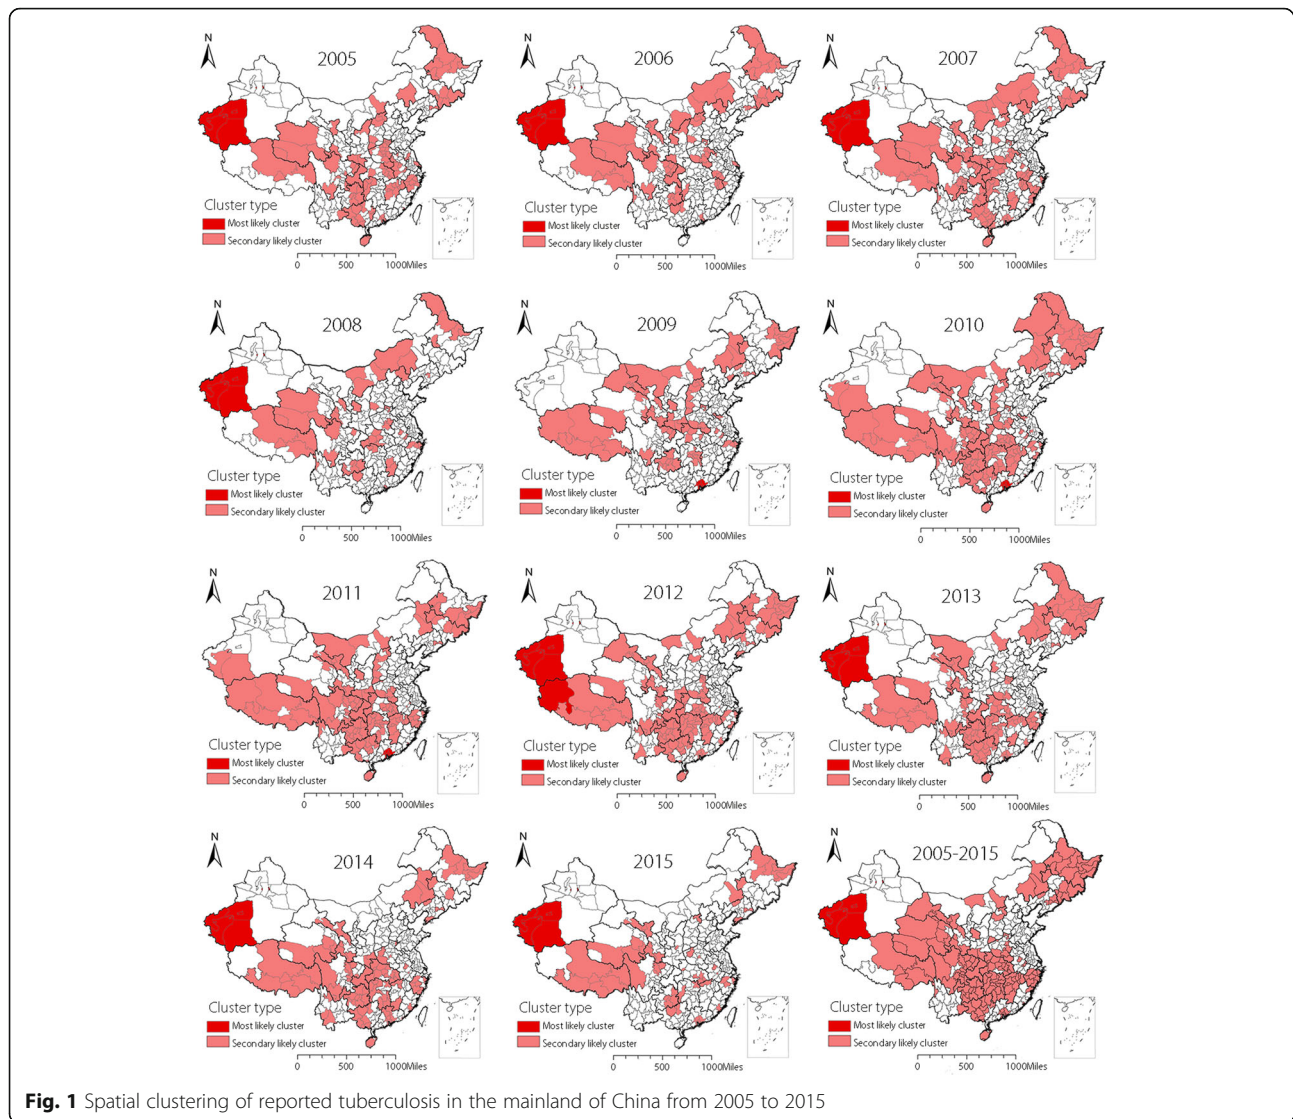 N
2005
Cluster type
Most likely cluster
Secondary likely cluster
0 500 1000Miles
N
2006
Cluster type
Most likely cluster
Secondary likely cluster
0 500 1000Miles
N
2007
Cluster type
Most likely cluster
Secondary likely cluster
0 500 1000Miles
N
2008
Cluster type
Most likely cluster
Secondary likely cluster
0 500 1000Miles
N
2009
Cluster type
Most likely cluster
Secondary likely cluster
0 500 1000Miles
N
2010
Cluster type
Most likely cluster
Secondary likely cluster
0 500 1000Miles
N
2011
Cluster type
Most likely cluster
Secondary likely cluster
0 500 1000Miles
N
2012
Cluster type
Most likely cluster
Secondary likely cluster
0 500 1000Miles
N
2013
Cluster type
Most likely cluster
Secondary likely cluster
0 500 1000Miles
N
2014
Cluster type
Most likely cluster
Secondary likely cluster
0 500 1000Miles
N
2015
Cluster type
Most likely cluster
Secondary likely cluster
0 500 1000Miles
N
2005-2015
Cluster type
Most likely cluster
Secondary likely cluster
0 500 1000Miles
Fig. 1 Spatial clustering of reported tuberculosis in the mainland of China from 2005 to 2015